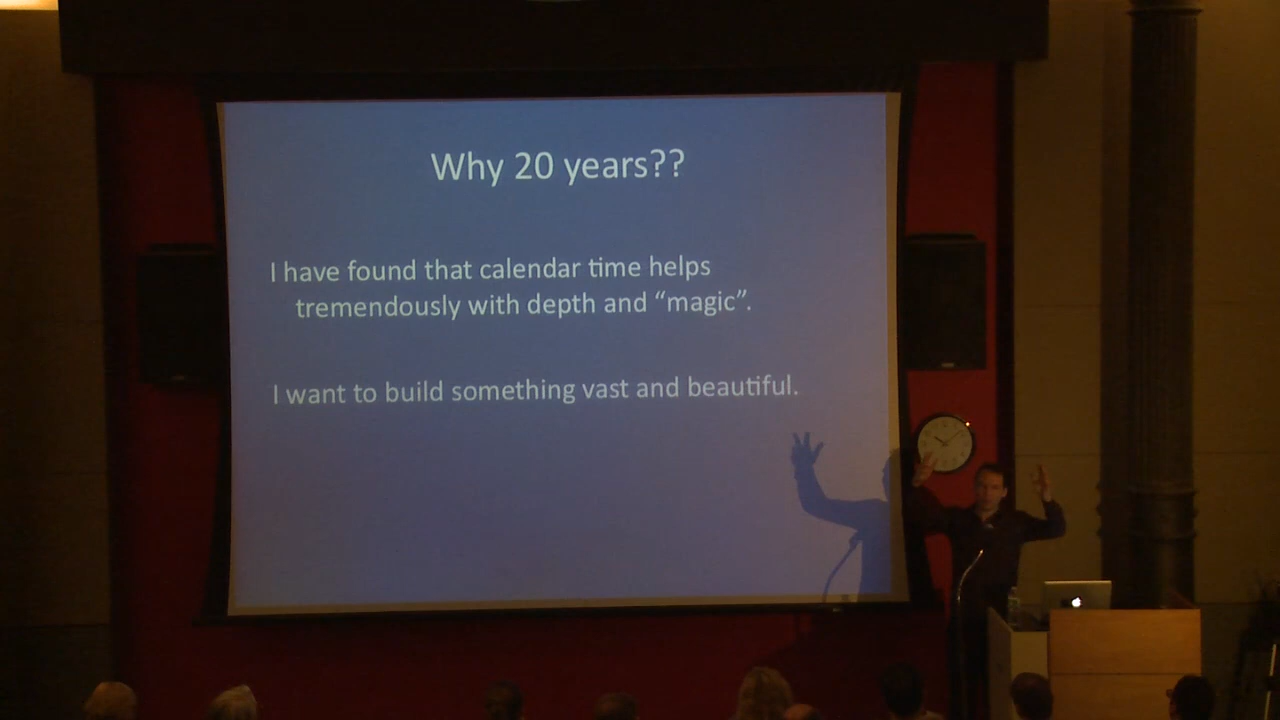 Why 20 years??
I have found that calendar time helps
tremendously with depth and “magic”.
I want to build something vast and beautiful.